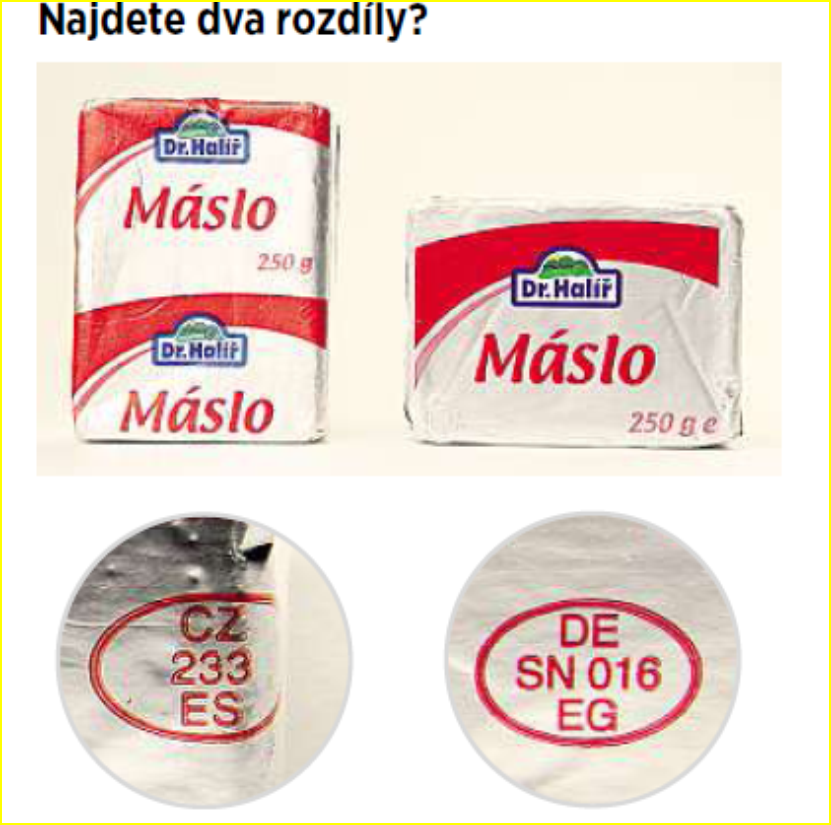 Najdete dva rozdíly?
Dr. Halíř
Máslo
250 g
Dr. Halíř
Máslo
Dr. Halíř
Máslo
250 g e
CZ
233
ES
DE
SN 016
EG